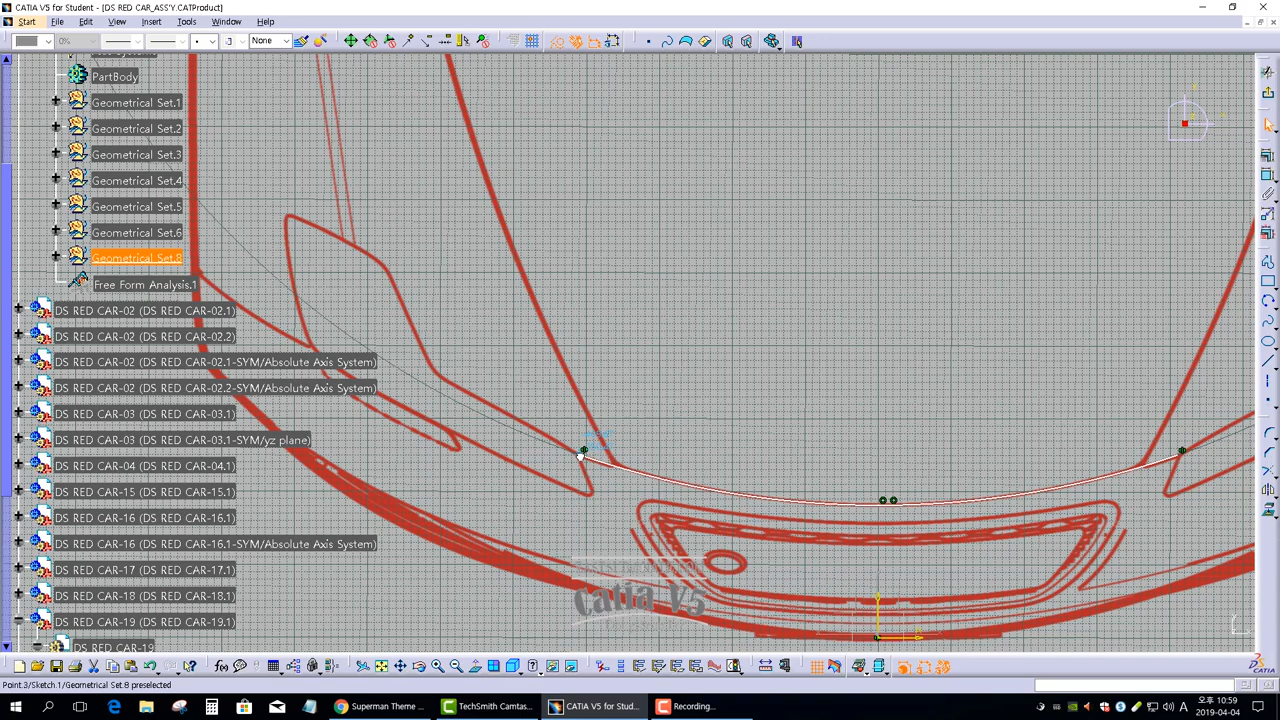 CATIA V5 for Student - [DS RED CAR_ASS'Y.CATProduct]
Start File Edit View Insert Tools Window Help
0% None
PartBody
Geometrical Set.1
Geometrical Set.2
Geometrical Set.3
Geometrical Set.4
Geometrical Set.5
Geometrical Set.6
Geometrical Set.8
Free Form Analysis.1
DS RED CAR-02 (DS RED CAR-02.1)
DS RED CAR-02 (DS RED CAR-02.2)
DS RED CAR-02 (DS RED CAR-02.1-SYM/Absolute Axis System)
DS RED CAR-02 (DS RED CAR-02.2-SYM/Absolute Axis System)
DS RED CAR-03 (DS RED CAR-03.1)
DS RED CAR-03 (DS RED CAR-03.1-SYM/yz plane)
DS RED CAR-04 (DS RED CAR-04.1)
DS RED CAR-15 (DS RED CAR-15.1)
DS RED CAR-16 (DS RED CAR-16.1)
DS RED CAR-16 (DS RED CAR-16.1-SYM/Absolute Axis System)
DS RED CAR-17 (DS RED CAR-17.1)
DS RED CAR-18 (DS RED CAR-18.1)
DS RED CAR-19 (DS RED CAR-19.1)
DS RED CAR-19
Catia V5
Point.3/Sketch.1/Geometrical Set.8 preselected
Superman Theme ...
TechSmith Camtas...
CATIA V5 for Stud...
Recording...
오후 10:59
2019-04-04